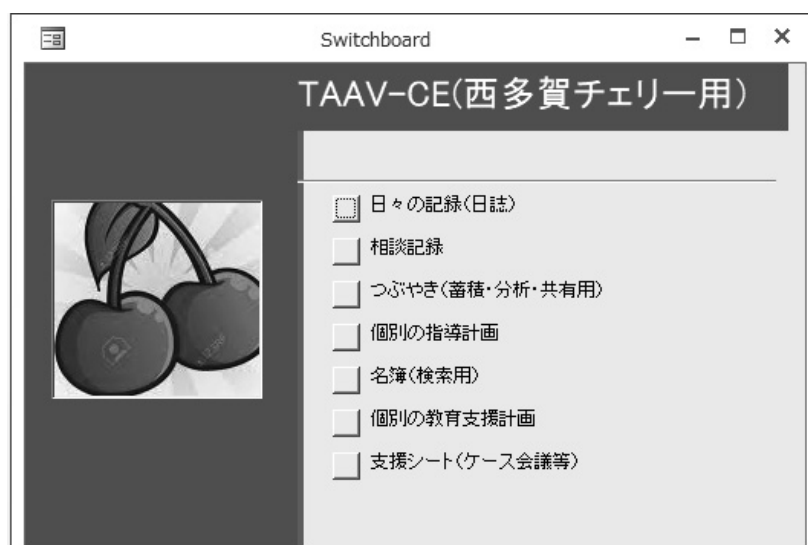 Switchboard
TAAV-CE(西多賀チェリー用)
日々の記録(日誌)
相談記録
つぶやき(蓄積・分析・共有用)
個別の指導計画
名簿(検索用)
個別の教育支援計画
支援シート(ケース会議等)